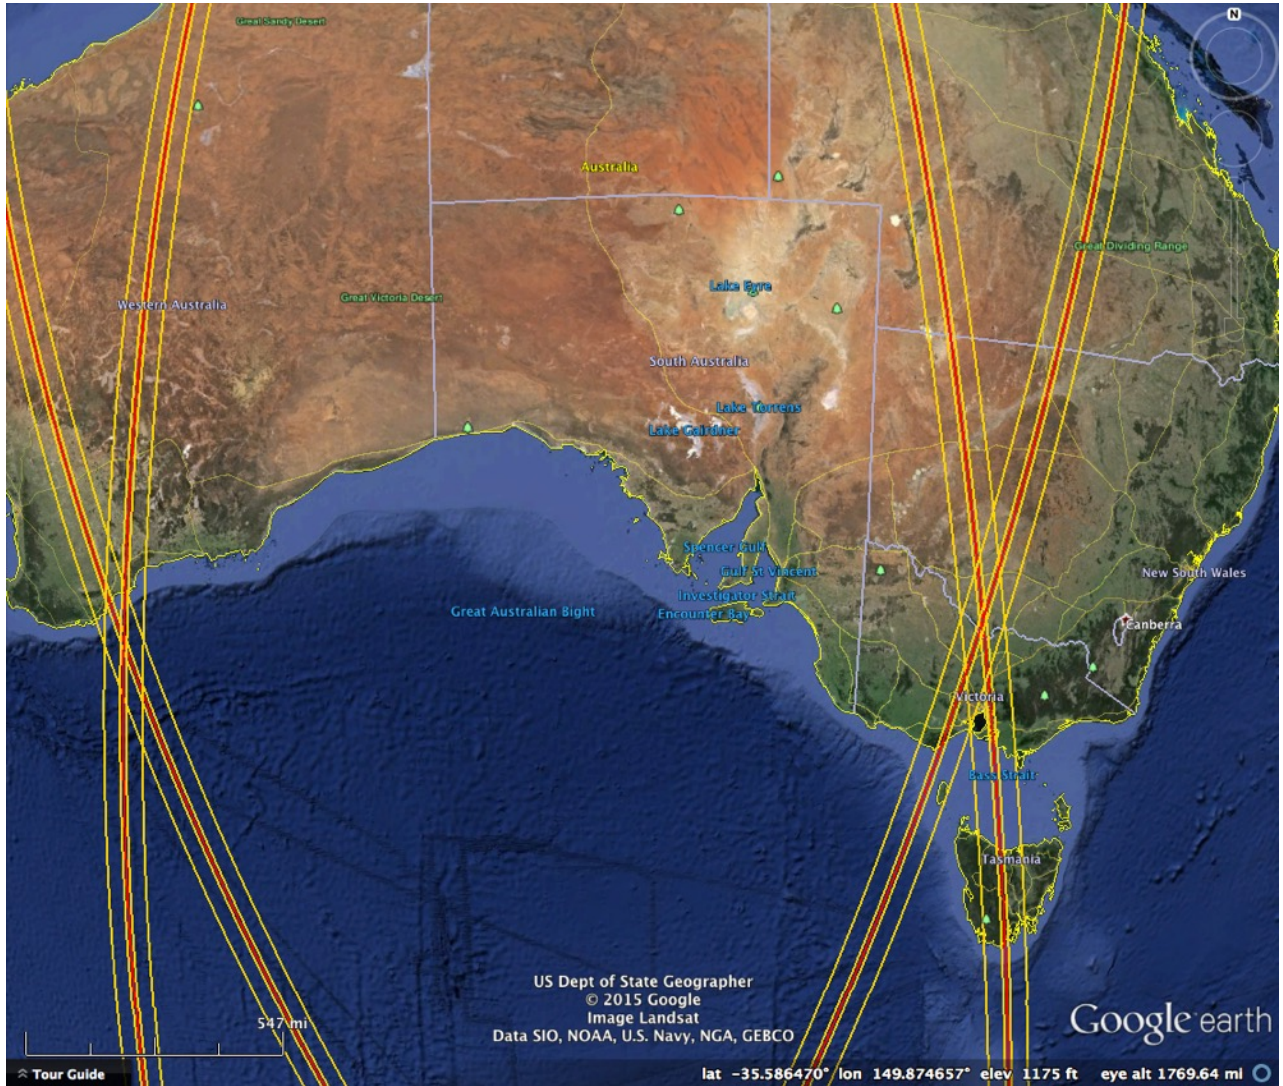 Great Sandy Desert
N
Australia
Great Dividing Range
Lake Eyre
Western Australia
Great Victoria Desert
South Australia
Lake Torrens
Lake Gairdner
Spencer Gulf
Gulf St Vincent
New South Wales
Investigator Strait
Great Australian Bight
Encounter Bay
Canberra
Victoria
Bass Strait
Tasmania
US Dept of State Geographer
© 2015 Google
Image Landsat
Data SIO, NOAA, U.S. Navy, NGA, GEBCO
547 mi
Google earth
Tour Guide
lat -35.586470° lon 149.874657° elev 1175 ft eye alt 1769.64 mi